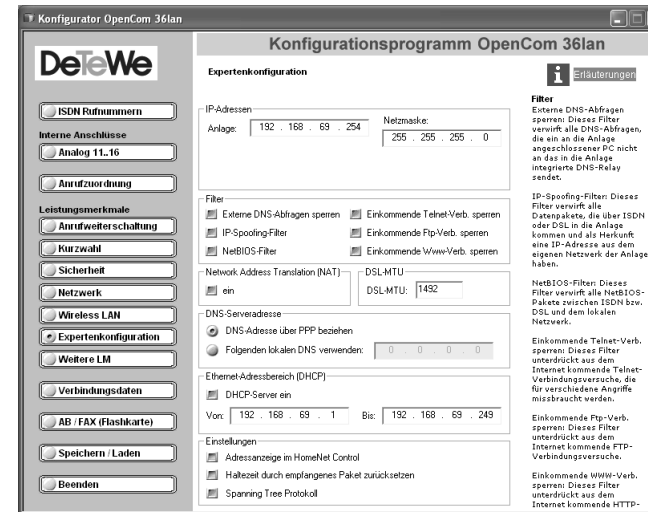 Konfigurator OpenCom 36lan
DeTeWe
Konfigurationsprogramm OpenCom 36lan
ISDN Rufnummern
Interne Anschlüsse
Analog 11..16
Anrufzuordnung
Leistungsmerkmale
Anrufweiterschaltung
Kurzwahl
Sicherheit
Netzwerk
Wireless LAN
Expertenkonfiguration
Weitere LM
Verbindungsdaten
AB / FAX (Flashkarte)
Speichern / Laden
Beenden
Expertenkonfiguration
IP-Adressen
Anlage: 192 . 168 . 69 . 254
Netzmaske:
255 . 255 . 255 . 0
Filter
Externe DNS-Abfragen sperren
Einkommende Telnet-Verb. sperren
IP-Spoofing-Filter
Einkommende Ftp-Verb. sperren
NetBIOS-Filter
Einkommende Www-Verb. sperren
Network Address Translation (NAT)
ein
DSL-MTU
DSL-MTU: 1492
DNS-Serveradresse
DNS-Adresse über PPP beziehen
Folgenden lokalen DNS verwenden: 0 . 0 . 0 . 0
Ethernet-Adressbereich (DHCP)
DHCP-Server ein
Von: 192 . 168 . 69 . 1 Bis: 192 . 168 . 69 . 249
Einstellungen
Adressanzeige im HomeNet Control
Haltezeit durch empfangenes Paket zurücksetzen
Spanning Tree Protokoll
i Erläuterungen
Filter
Externe DNS-Abfragen
sperren: Dieses Filter
verwirft alle DNS-Abfragen,
die ein an die Anlage
angeschlossener PC nicht
an das in die Anlage
integrierte DNS-Relay
sendet.
IP-Spoofing-Filter: Dieses
Filter verwirft alle
Datenpakete, die über ISDN
oder DSL in die Anlage
kommen und als Herkunft
eine IP-Adresse aus dem
eigenen Netzwerk der Anlage
haben.
NetBIOS-Filter: Dieses
Filter verwirft alle NetBIOS-
Pakete zwischen ISDN bzw.
DSL und dem lokalen
Netzwerk.
Einkommende Telnet-Verb.
sperren: Dieses Filter
unterdrückt aus dem
Internet kommende Telnet-
Verbindungsversuche, die
für verschiedene Angriffe
missbraucht werden.
Einkommende Ftp-Verb.
sperren: Dieses Filter
unterdrückt aus dem
Internet kommende FTP-
Verbindungsversuche.
Einkommende WWW-Verb.
sperren: Dieses Filter
unterdrückt aus dem
Internet kommende HTTP-